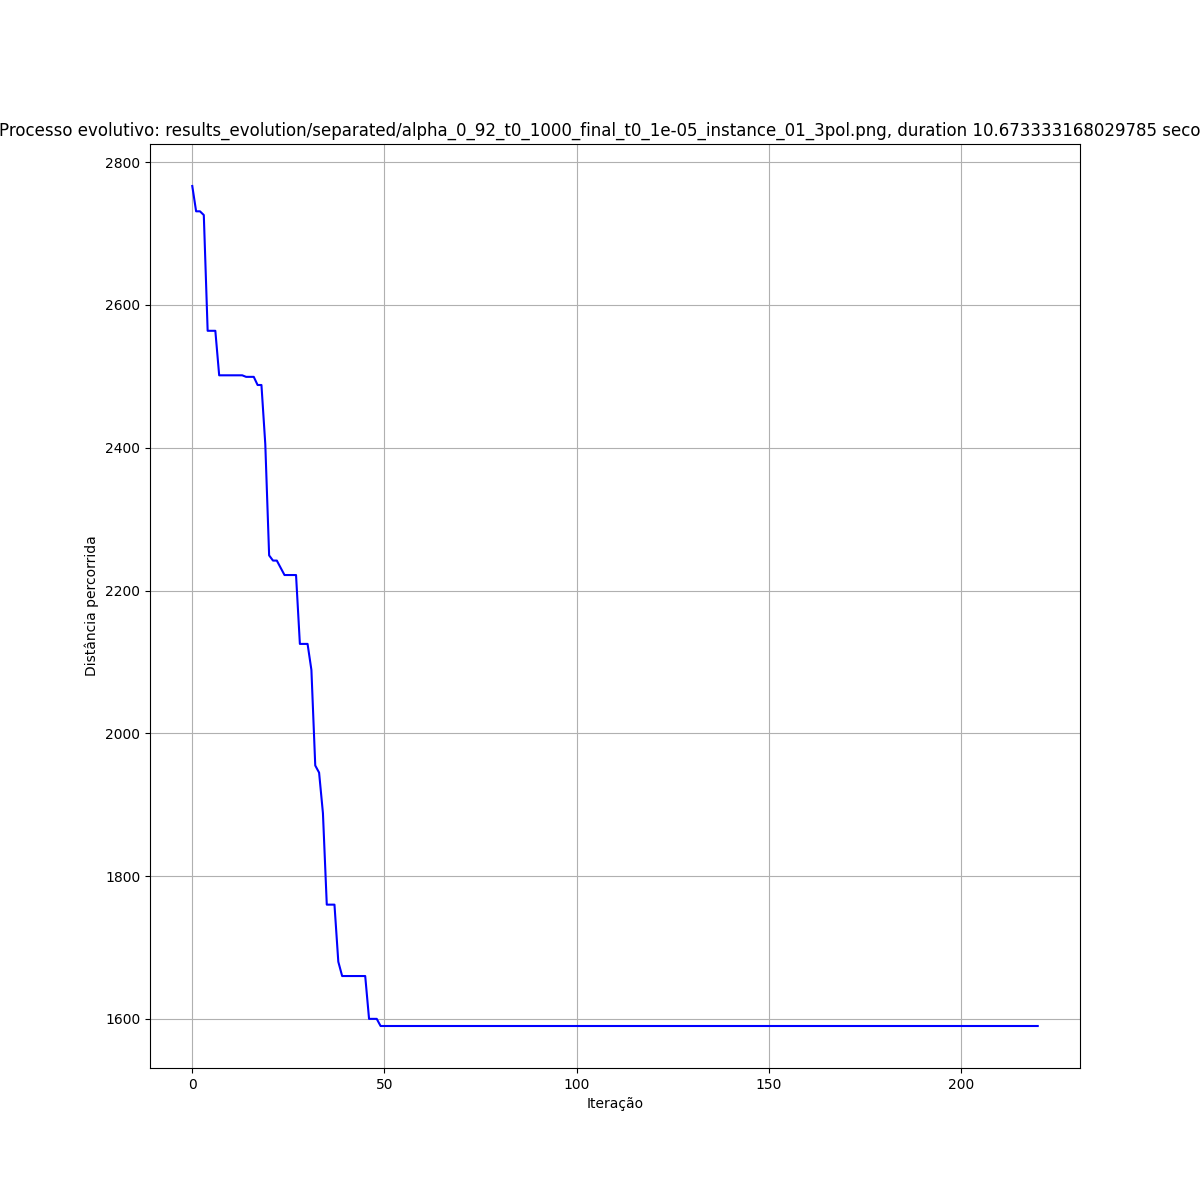 Processo evolutivo: results_evolution/separated/alpha_0_92_t0_1000_final_t0_1e-05_instance_01_3pol.png, duration 10.673333168029785 seco
2800
2600
2400
2200
2000
1800
1600
Distância percorrida
0 50 100 150 200
Iteração